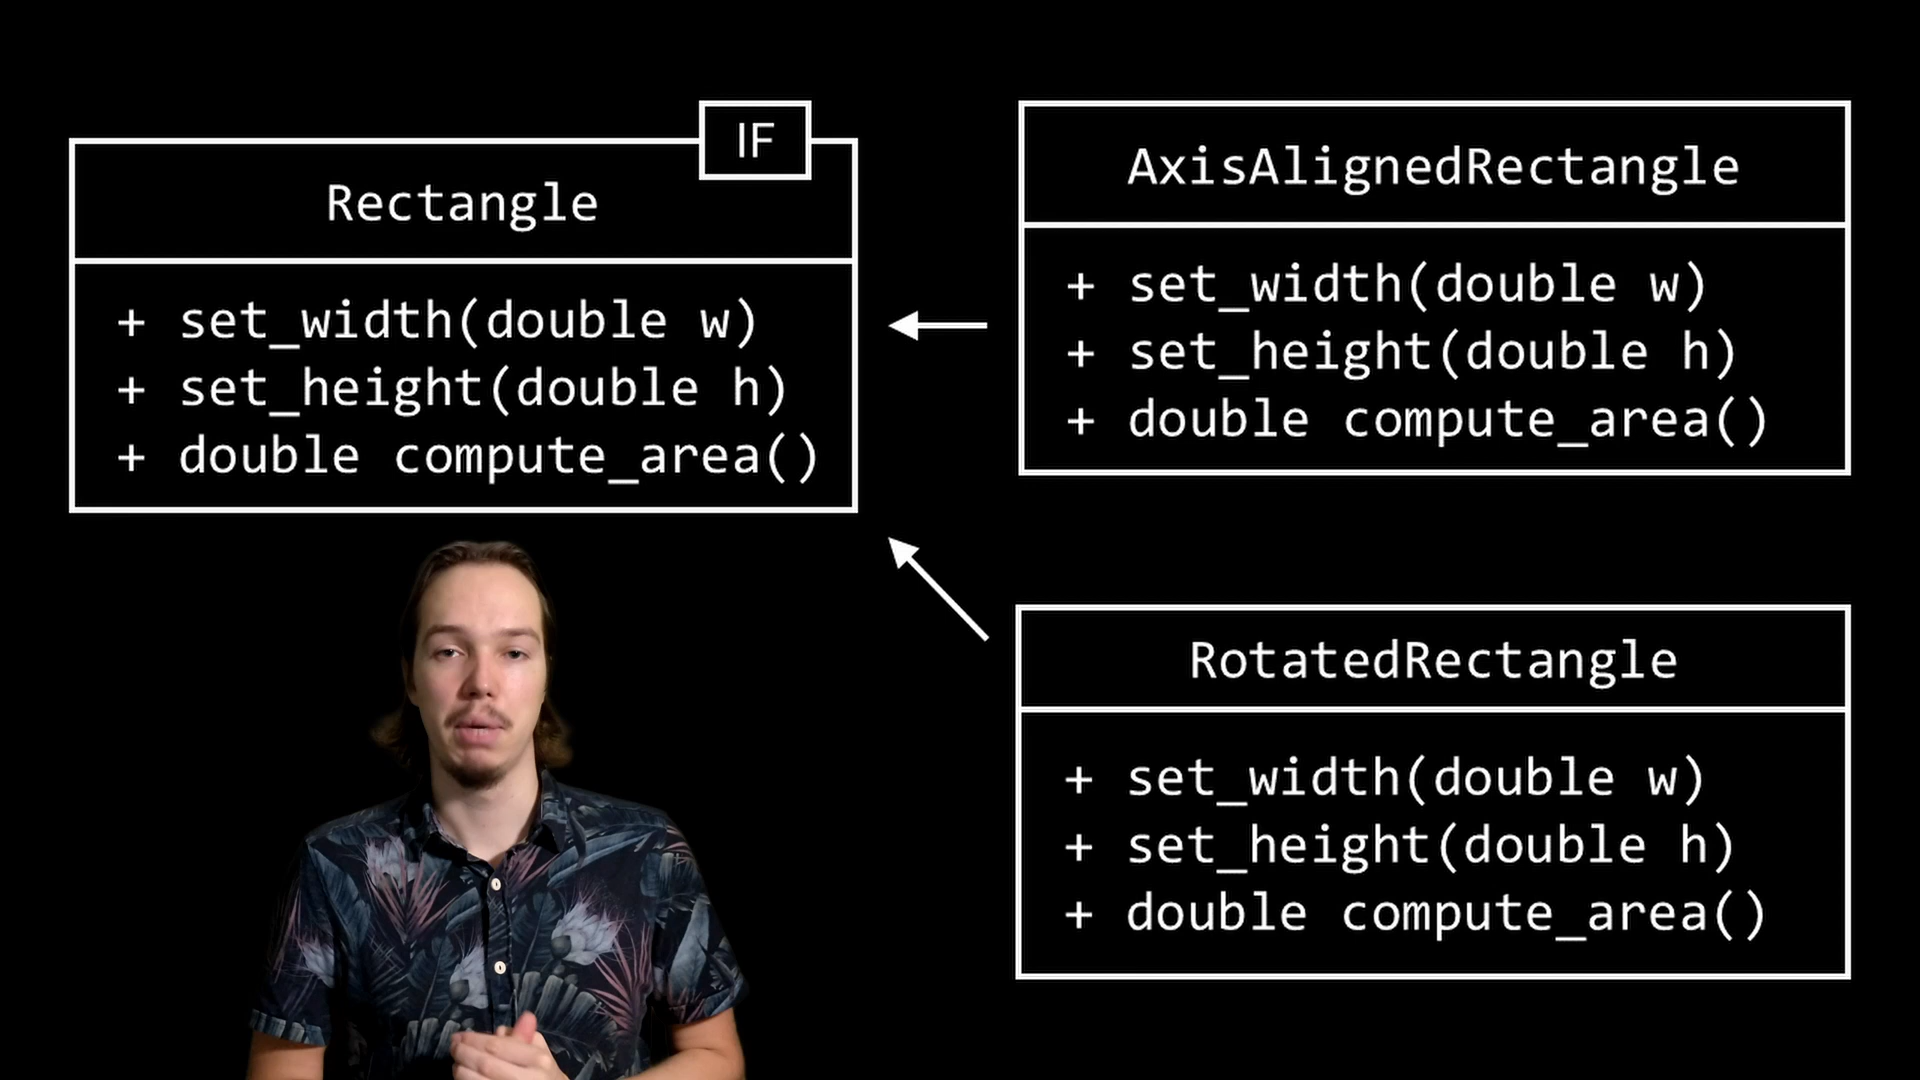 IF
Rectangle
+ set_width(double w)
+ set_height(double h)
+ double compute_area()
AxisAlignedRectangle
+ set_width(double w)
+ set_height(double h)
+ double compute_area()
RotatedRectangle
+ set_width(double w)
+ set_height(double h)
+ double compute_area()